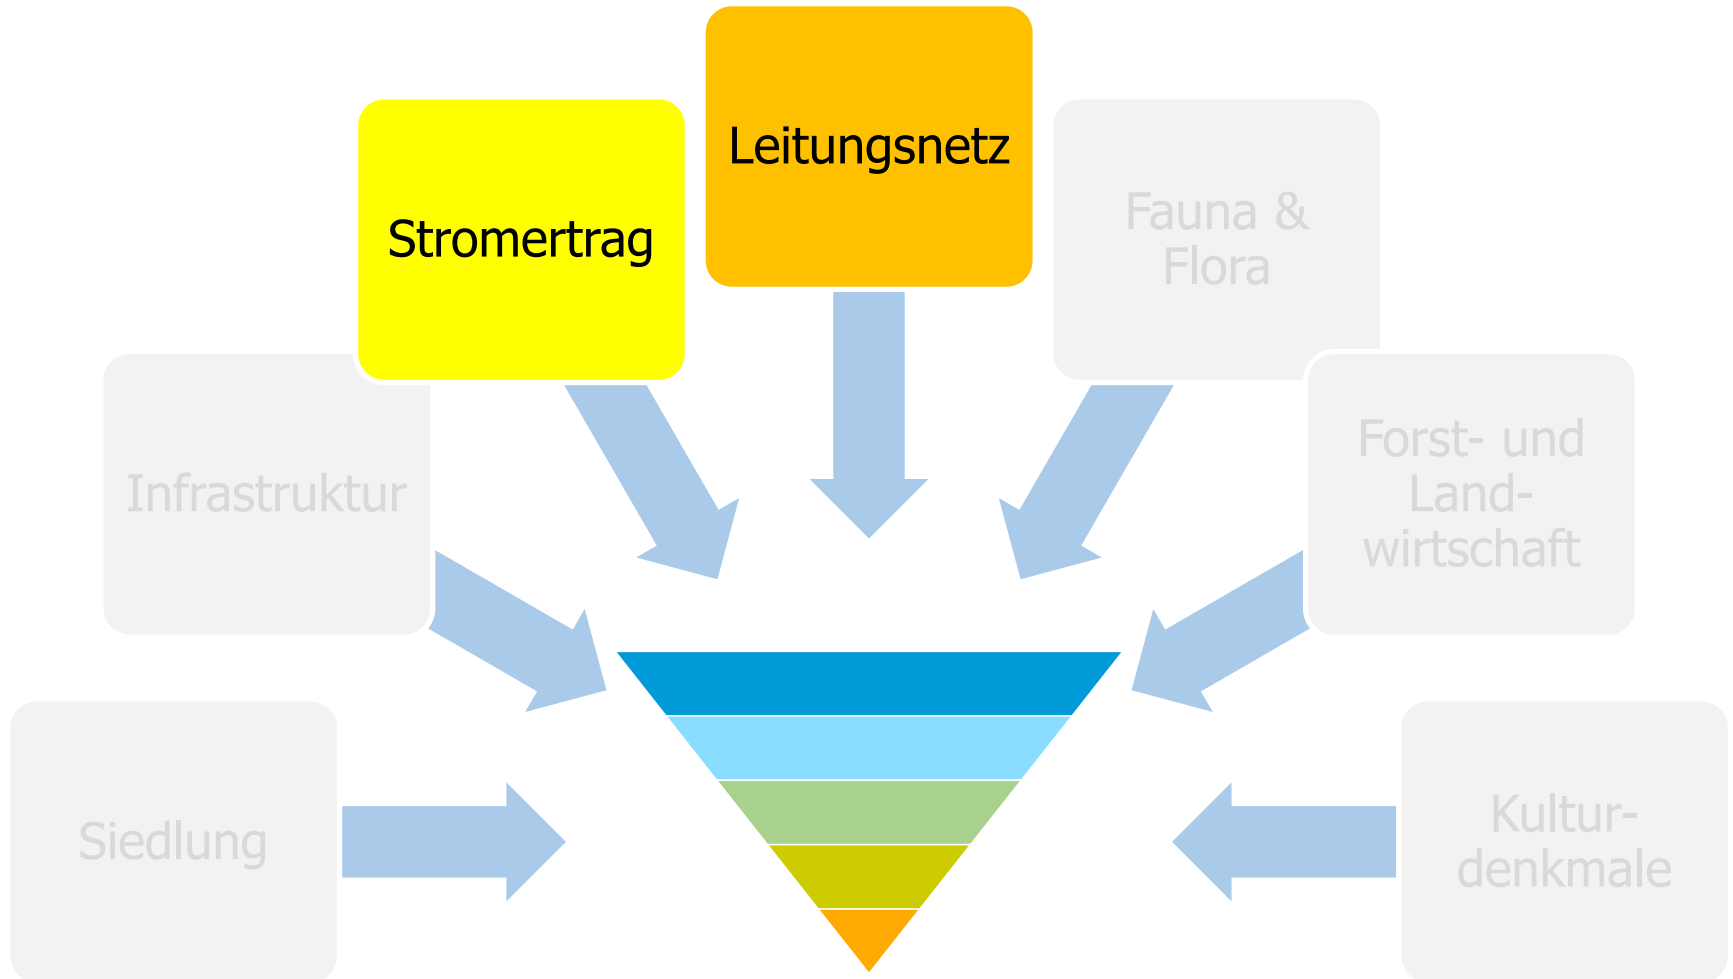 Leitungsnetz
Stromertrag
Fauna &
Flora
Infrastruktur
Forst- und
Land-
wirtschaft
Siedlung
Kultur-
denkmale